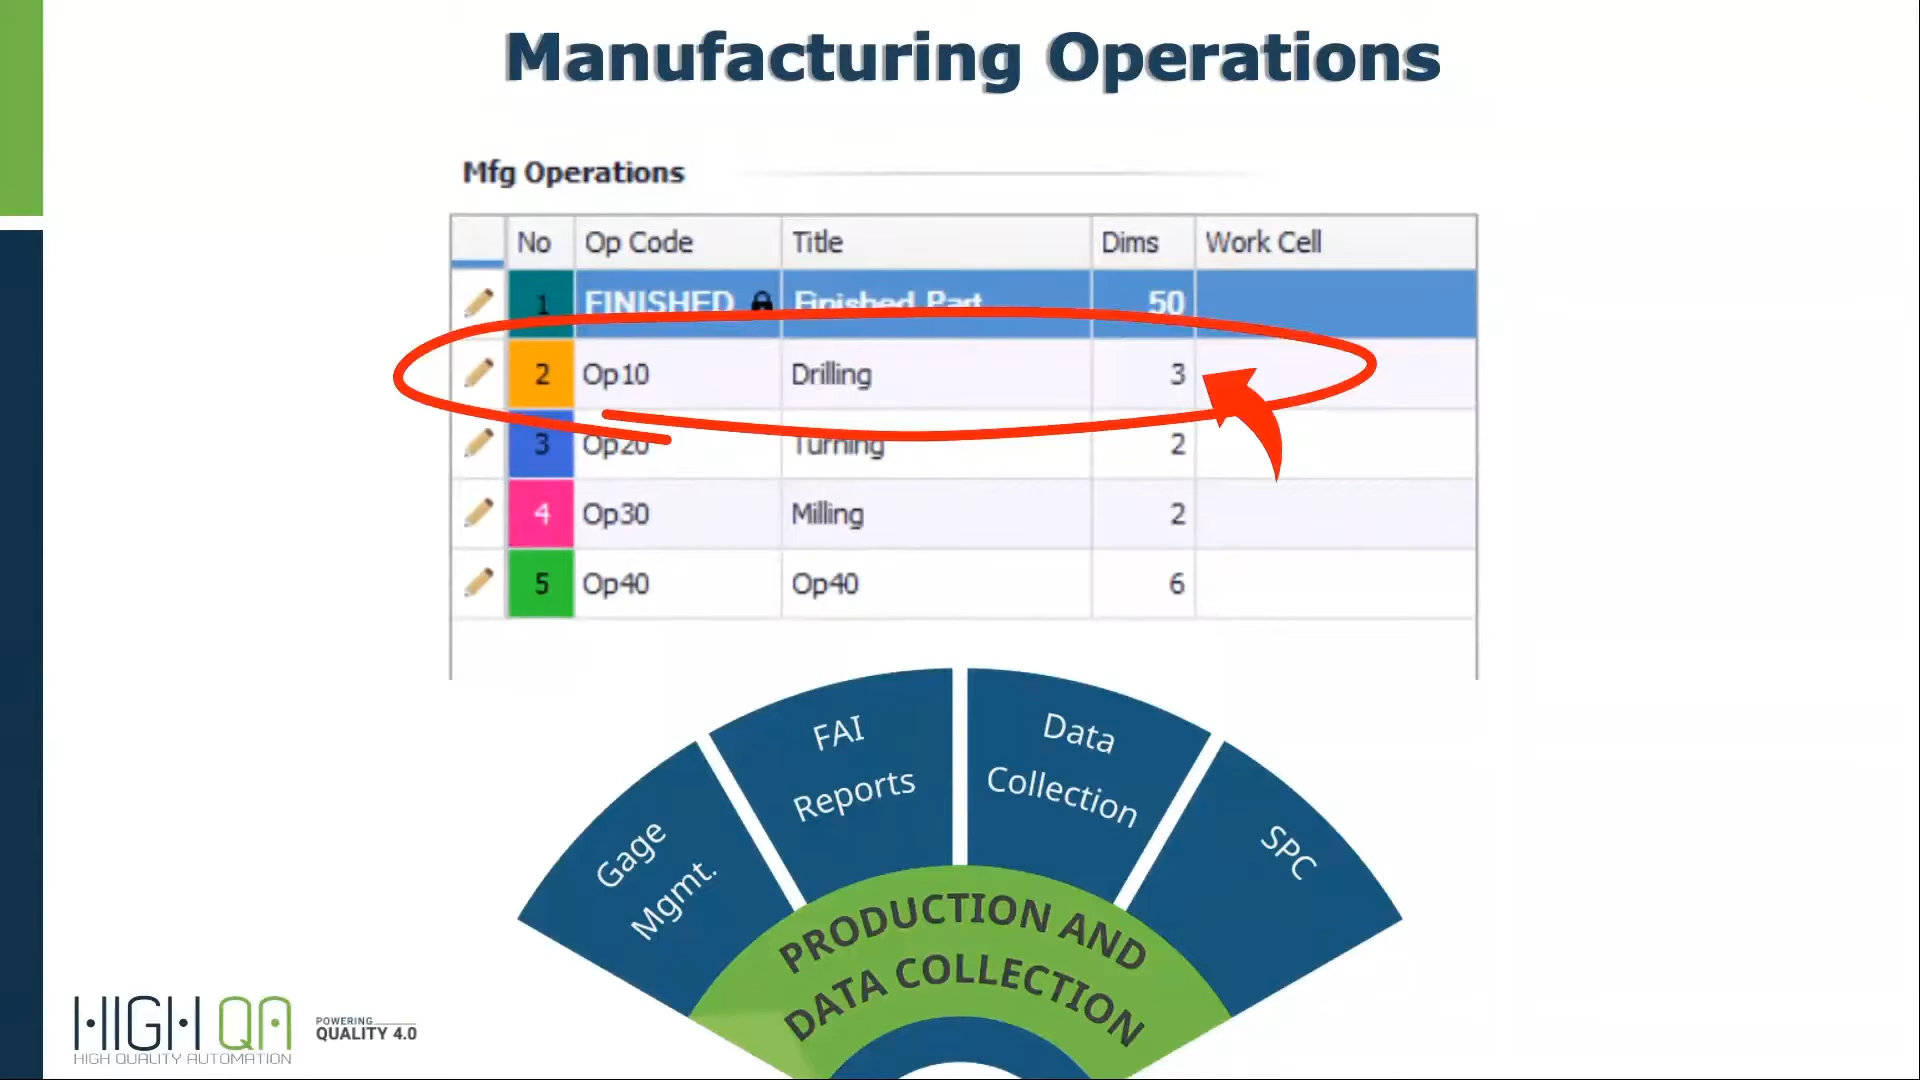 Manufacturing Operations
Mfg Operations
No Op Code Title Dims Work Cell
1 FINISHED Finished Part 50
2 Op10 Drilling 3
3 Op20 Turning 2
4 Op30 Milling 2
5 Op40 Op40 6
Gage
Mgmt.
FAI
Reports
Data
Collection
SPC
PRODUCTION AND
DATA COLLECTION
HIGH QA
HIGH QUALITY AUTOMATION
POWERING
QUALITY 4.0